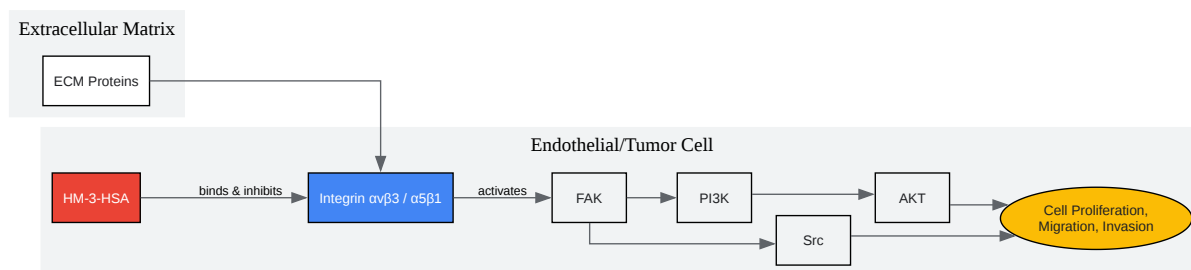 Extracellular Matrix
ECM Proteins
Endothelial/Tumor Cell
HM-3-HSA
binds & inhibits
Integrin αvβ3 / α5β1
activates
FAK
PI3K
AKT
Src
Cell Proliferation,
Migration, Invasion